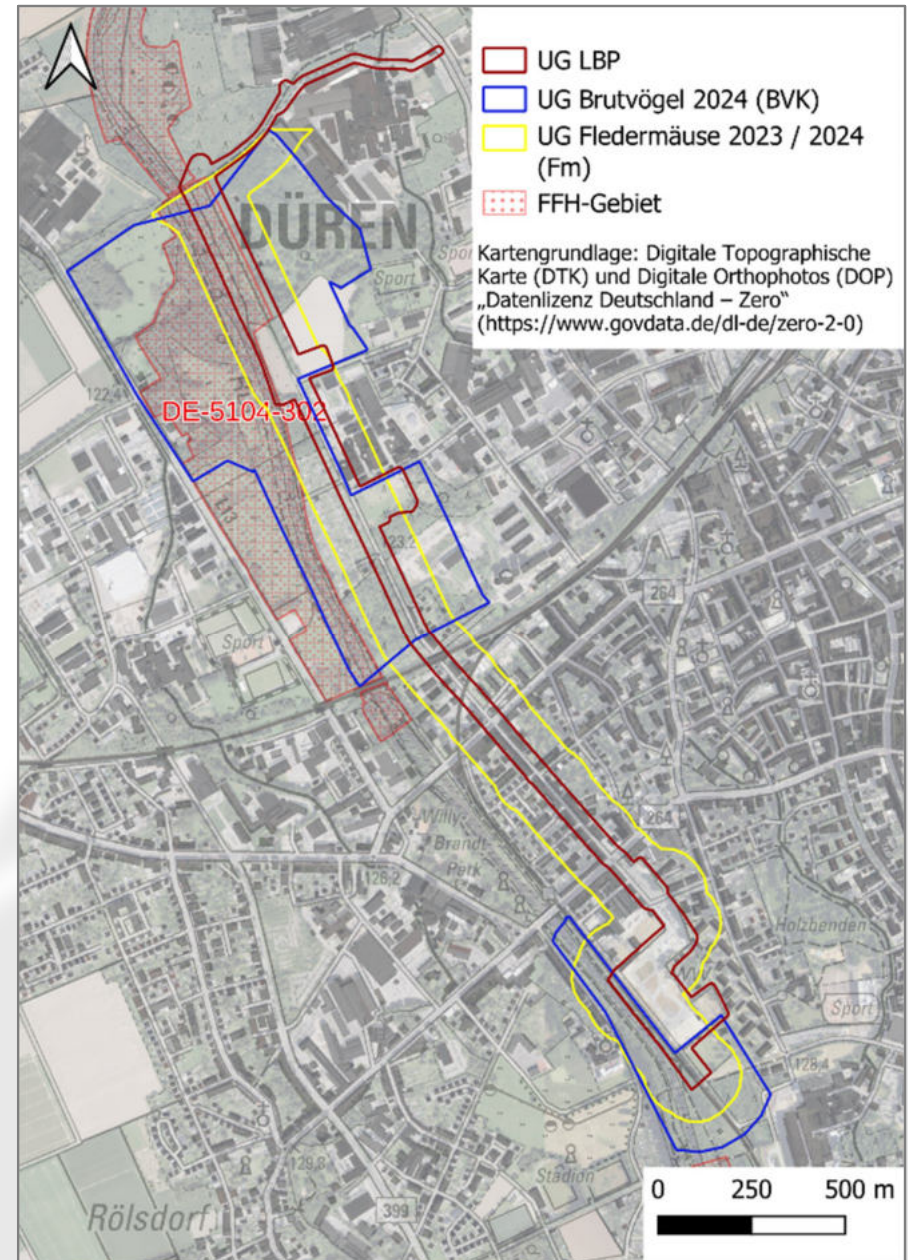 UG LBP
UG Brutvögel 2024 (BVK)
UG Fledermäuse 2023 / 2024
(Fm)
FFH-Gebiet
Kartengrundlage: Digitale Topographische
Karte (DTK) und Digitale Orthophotos (DOP)
„Datenlizenz Deutschland – Zero“
(https://www.govdata.de/dl-de/zero-2-0)
DÜREN
Sport
Sport
122,4
DE-5104-302
L13
Sport
264
264
Willy-
Brandt-
Park
126,2
Holzbenden
Sport
128,4
Stadion
129,3
399
Rölsdorf
0 250 500 m